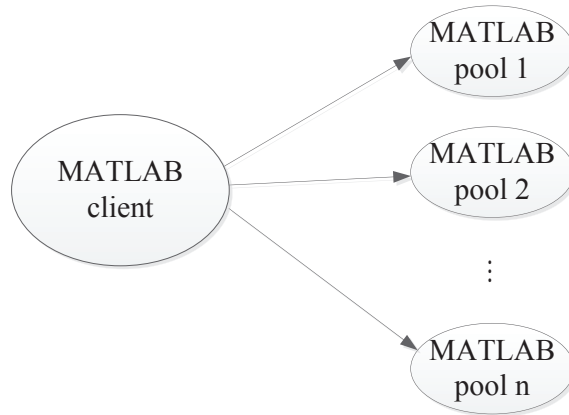 MATLAB
pool 1
MATLAB
client
MATLAB
pool 2
⋮
MATLAB
pool n